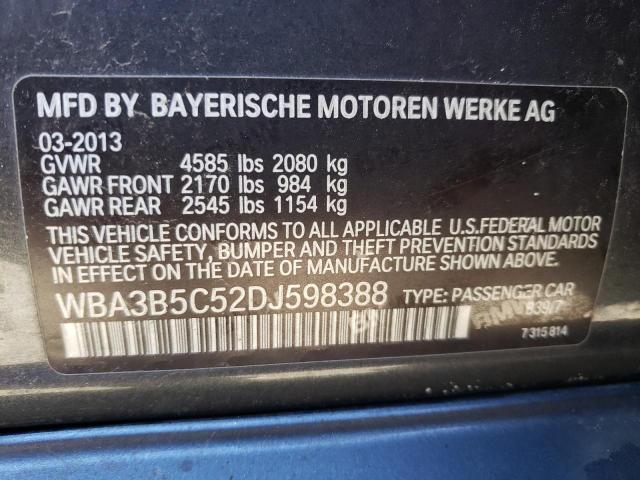 MFD BY BAYERISCHE MOTOREN WERKE AG
03-2013
GVWR 4585 lbs 2080 kg
GAWR FRONT 2170 lbs 984 kg
GAWR REAR 2545 lbs 1154 kg
THIS VEHICLE CONFORMS TO ALL APPLICABLE U.S.FEDERAL MOTOR
VEHICLE SAFETY, BUMPER AND THEFT PREVENTION STANDARDS
IN EFFECT ON THE DATE OF MANUFACTURE SHOWN ABOVE.
WBA3B5C52DJ598388 TYPE: PASSENGER CAR
B39/7
7 315 814